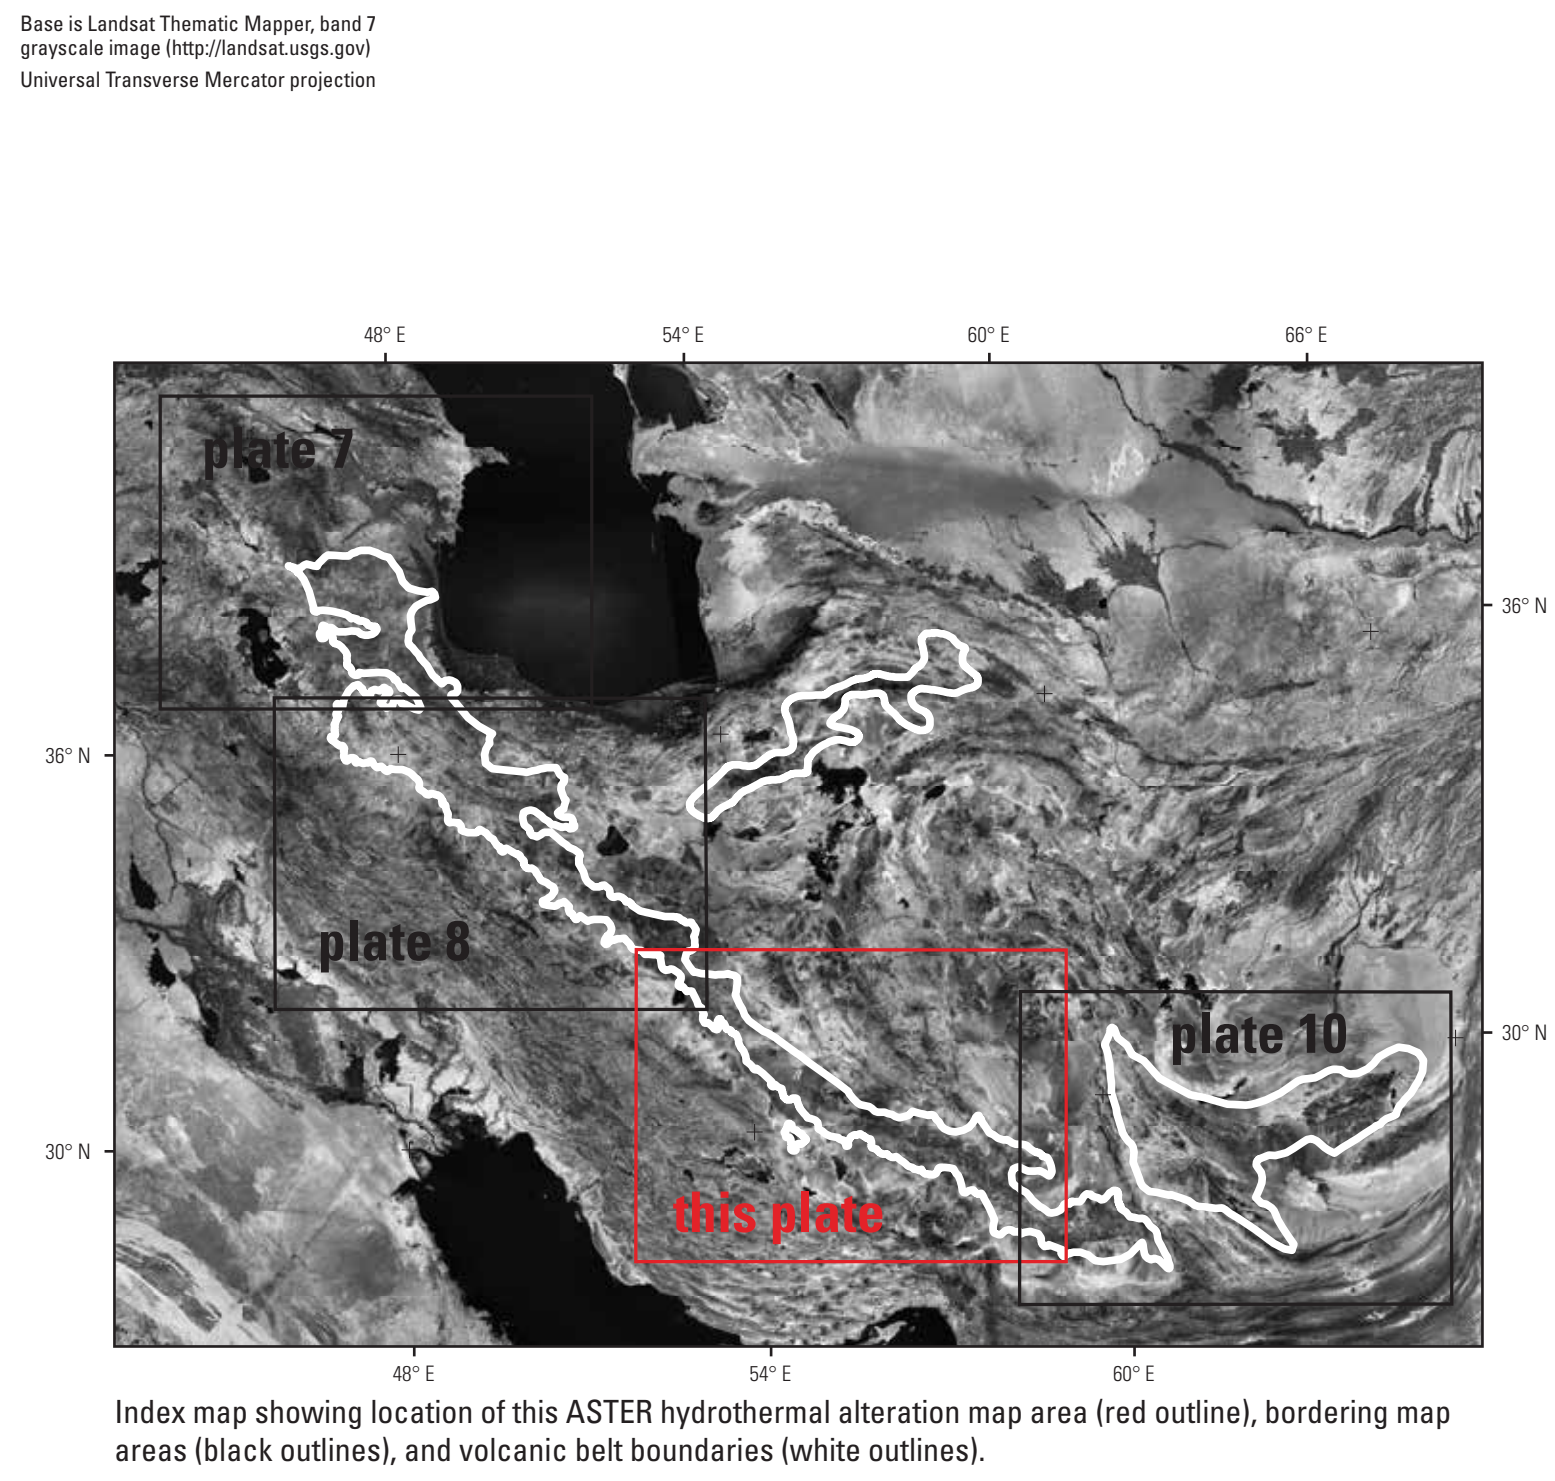 Base is Landsat Thematic Mapper, band 7
grayscale image (http://landsat.usgs.gov)
Universal Transverse Mercator projection
48° E
54° E
60° E
66° E
plate 7
36° N
36° N
plate 8
plate 10
30° N
30° N
this plate
48° E
54° E
60° E
Index map showing location of this ASTER hydrothermal alteration map area (red outline), bordering map
areas (black outlines), and volcanic belt boundaries (white outlines).